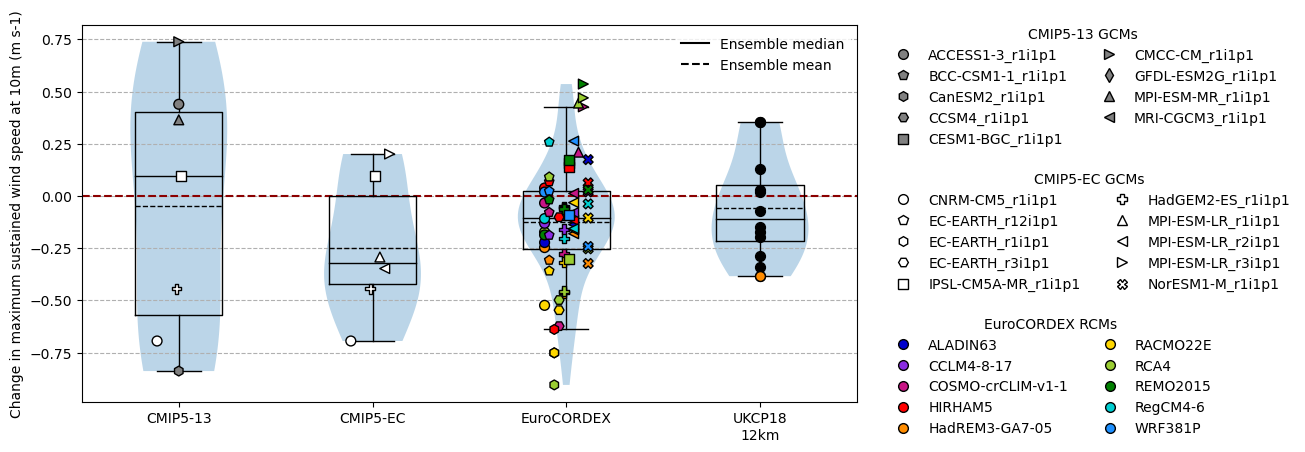 Change in maximum sustained wind speed at 10m (m s-1)
0.75
0.50
0.25
0.00
−0.25
−0.50
−0.75
Ensemble median
Ensemble mean
CMIP5-13
CMIP5-EC
EuroCORDEX
UKCP18
12km
CMIP5-13 GCMs
ACCESS1-3_r1i1p1
BCC-CSM1-1_r1i1p1
CanESM2_r1i1p1
CCSM4_r1i1p1
CESM1-BGC_r1i1p1
CMCC-CM_r1i1p1
GFDL-ESM2G_r1i1p1
MPI-ESM-MR_r1i1p1
MRI-CGCM3_r1i1p1
CMIP5-EC GCMs
CNRM-CM5_r1i1p1
EC-EARTH_r12i1p1
EC-EARTH_r1i1p1
EC-EARTH_r3i1p1
IPSL-CM5A-MR_r1i1p1
HadGEM2-ES_r1i1p1
MPI-ESM-LR_r1i1p1
MPI-ESM-LR_r2i1p1
MPI-ESM-LR_r3i1p1
NorESM1-M_r1i1p1
EuroCORDEX RCMs
ALADIN63
CCLM4-8-17
COSMO-crCLIM-v1-1
HIRHAM5
HadREM3-GA7-05
RACMO22E
RCA4
REMO2015
RegCM4-6
WRF381P